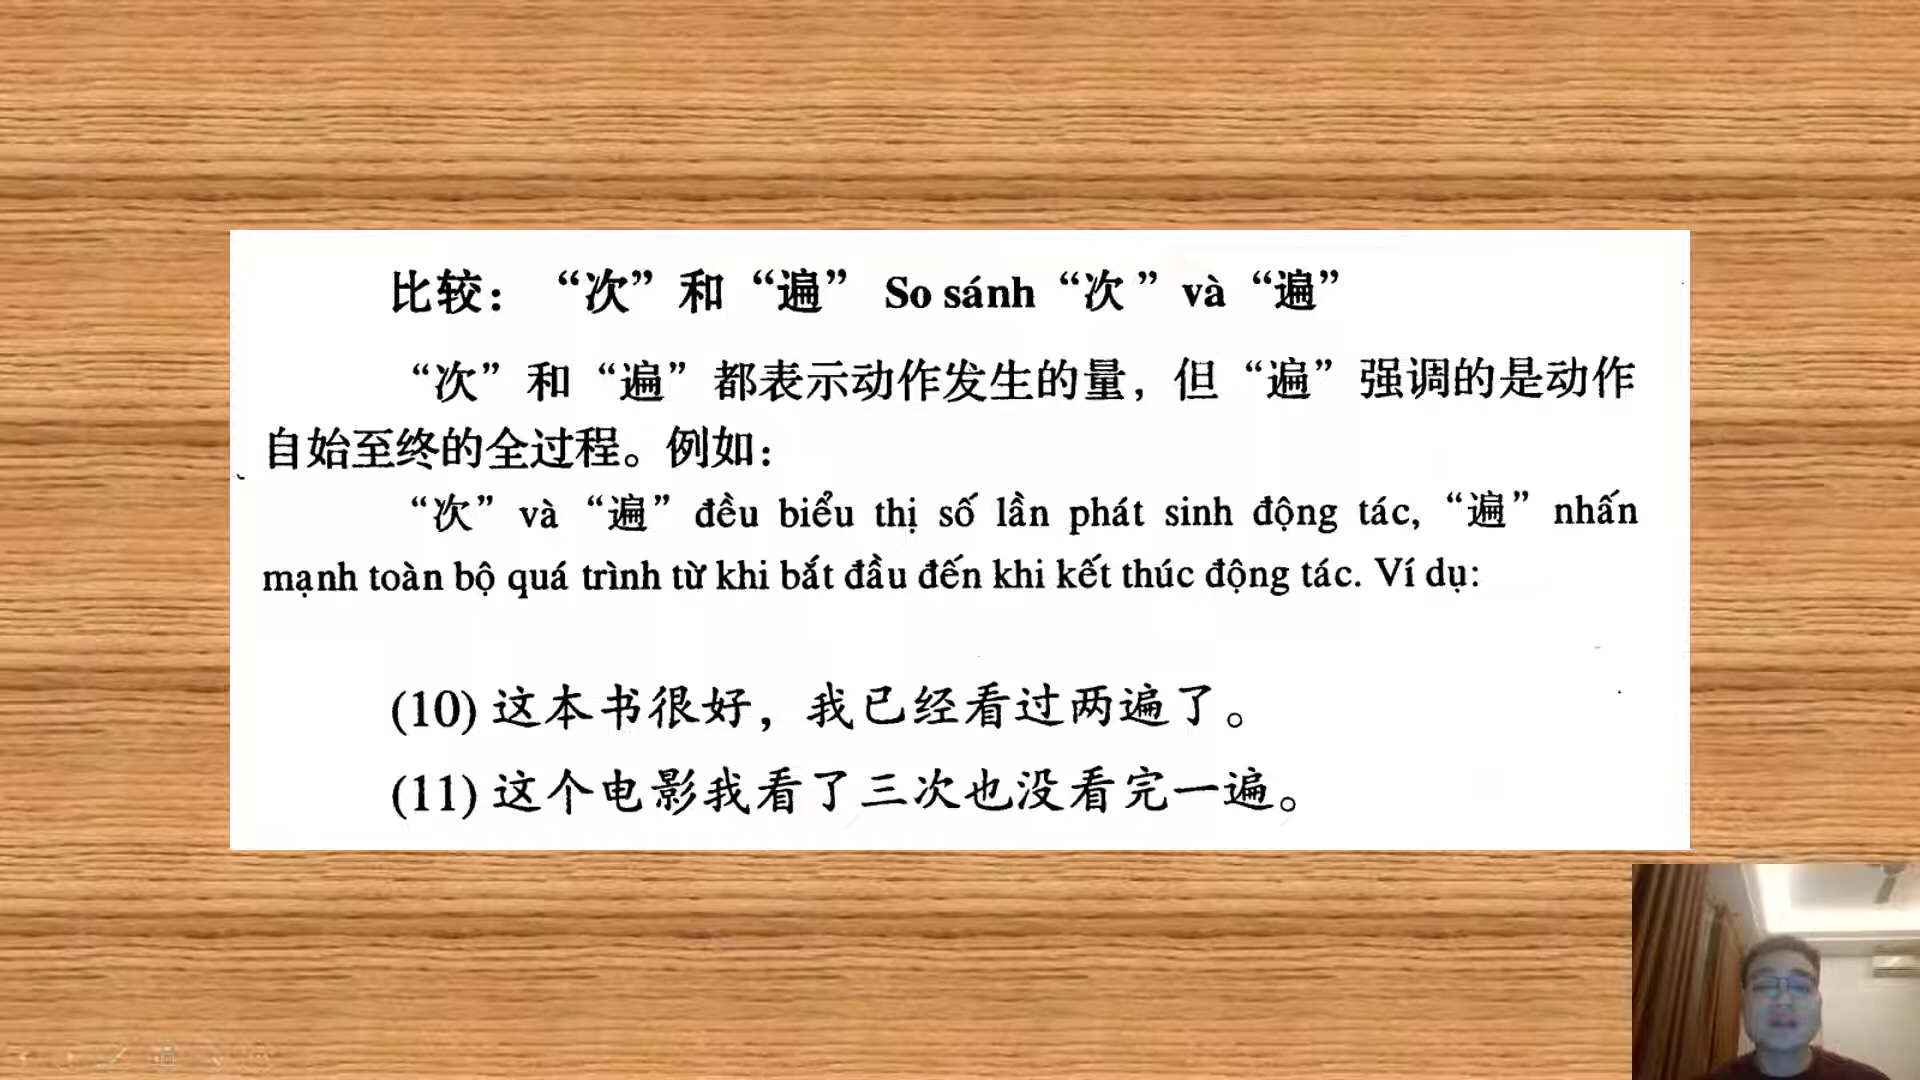 比较：“次”和“遍” So sánh “次”và“遍”
“次”和“遍”都表示动作发生的量，但“遍”强调的是动作
自始至终的全过程。例如：
“次” và “遍” đều biểu thị số lần phát sinh động tác, “遍” nhấn
mạnh toàn bộ quá trình từ khi bắt đầu đến khi kết thúc động tác. Ví dụ:
(10) 这本书很好，我已经看过两遍了。
(11) 这个电影我看了三次也没看完一遍。